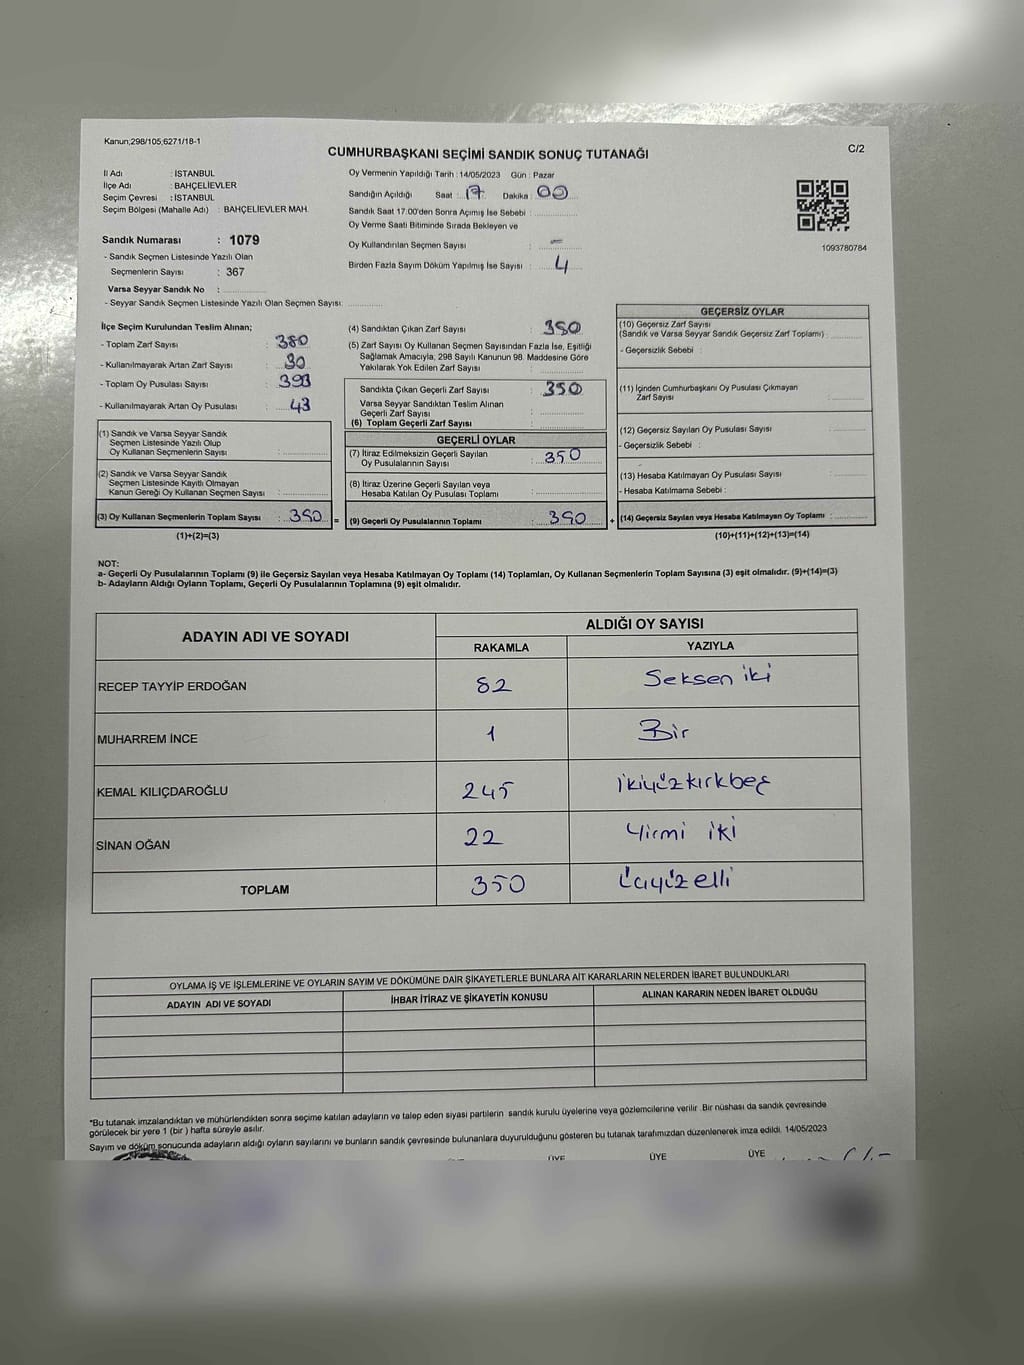 Kanun;298/105,6271/18-1
C/2
CUMHURBAŞKANI SEÇİMİ SANDIK SONUÇ TUTANAĞI
İl Adı : İSTANBUL
İlçe Adı : BAHÇELİEVLER
Seçim Çevresi : İSTANBUL
Seçim Bölgesi (Mahalle Adı) : BAHÇELİEVLER MAH.
Sandık Numarası : 1079
- Sandık Seçmen Listesinde Yazılı Olan
Seçmenlerin Sayısı : 367
Varsa Seyyar Sandık No :
- Seyyar Sandık Seçmen Listesinde Yazılı Olan Seçmen Sayısı:
Oy Vermenin Yapıldığı Tarih : 14/05/2023 Gün : Pazar
Sandığın Açıldığı Saat : 17 Dakika : 00
Sandık Saat 17:00'den Sonra Açımış İse Sebebi :
Oy Verme Saati Bitiminde Sırada Bekleyen ve
Oy Kullandırılan Seçmen Sayısı : -
Birden Fazla Sayım Döküm Yapılmış İse Sayısı : 4
1093780784
İlçe Seçim Kurulundan Teslim Alınan;
- Toplam Zarf Sayısı : 380
- Kullanılmayarak Artan Zarf Sayısı : 30
- Toplam Oy Pusulası Sayısı : 393
- Kullanılmayarak Artan Oy Pusulası : 43
(1) Sandık ve Varsa Seyyar Sandık
Seçmen Listesinde Yazılı Olup
Oy Kullanan Seçmenlerin Sayısı :
(2) Sandık ve Varsa Seyyar Sandık
Seçmen Listesinde Kayıtlı Olmayan
Kanun Gereği Oy Kullanan Seçmen Sayısı :
(3) Oy Kullanan Seçmenlerin Toplam Sayısı : 350 =
(1)+(2)=(3)
(4) Sandıktan Çıkan Zarf Sayısı : 350
(5) Zarf Sayısı Oy Kullanan Seçmen Sayısından Fazla İse, Eşitliği
Sağlamak Amacıyla, 298 Sayılı Kanunun 98. Maddesine Göre
Yakılarak Yok Edilen Zarf Sayısı :
Sandıkta Çıkan Geçerli Zarf Sayısı : 350
Varsa Seyyar Sandıktan Teslim Alınan
Geçerli Zarf Sayısı :
(6) Toplam Geçerli Zarf Sayısı :
GEÇERLİ OYLAR
(7) İtiraz Edilmeksizin Geçerli Sayılan
Oy Pusulalarının Sayısı : 350
(8) İtiraz Üzerine Geçerli Sayılan veya
Hesaba Katılan Oy Pusulası Toplamı :
(9) Geçerli Oy Pusulalarının Toplamı : 350 +
GEÇERSİZ OYLAR
(10) Geçersiz Zarf Sayısı
(Sandık ve Varsa Seyyar Sandık Geçersiz Zarf Toplamı) :
- Geçersizlik Sebebi :
(11) İçinden Cumhurbaşkanı Oy Pusulası Çıkmayan
Zarf Sayısı :
(12) Geçersiz Sayılan Oy Pusulası Sayısı :
- Geçersizlik Sebebi :
(13) Hesaba Katılmayan Oy Pusulası Sayısı :
- Hesaba Katılmama Sebebi :
(14) Geçersiz Sayılan veya Hesaba Katılmayan Oy Toplamı :
(10)+(11)+(12)+(13)=(14)
NOT:
a- Geçerli Oy Pusulalarının Toplamı (9) ile Geçersiz Sayılan veya Hesaba Katılmayan Oy Toplamı (14) Toplamları, Oy Kullanan Seçmenlerin Toplam Sayısına (3) eşit olmalıdır. (9)+(14)=(3)
b- Adayların Aldığı Oyların Toplamı, Geçerli Oy Pusulalarının Toplamına (9) eşit olmalıdır.
ADAYIN ADI VE SOYADI ALDIĞI OY SAYISI
RAKAMLA YAZIYLA
RECEP TAYYİP ERDOĞAN 82 Seksen iki
MUHARREM İNCE 1 Bir
KEMAL KILIÇDAROĞLU 245 ikiyüzkırkbeş
SİNAN OĞAN 22 Yirmi iki
TOPLAM 350 Üçyüz elli
OYLAMA İŞ VE İŞLEMLERİNE VE OYLARIN SAYIM VE DÖKÜMÜNE DAİR ŞİKAYETLERLE BUNLARA AİT KARARLARIN NELERDEN İBARET BULUNDUKLARI
ADAYIN ADI VE SOYADI İHBAR İTİRAZ VE ŞİKAYETİN KONUSU ALINAN KARARIN NEDEN İBARET OLDUĞU
*Bu tutanak imzalandıktan ve mühürlendikten sonra seçime katılan adayların ve talep eden siyasi partilerin sandık kurulu üyelerine veya gözlemcilerine verilir. Bir nüshası da sandık çevresinde
görülecek bir yere 1 (bir) hafta süreyle asılır.
Sayım ve döküm sonucunda adayların aldığı oyların sayılarını ve bunların sandık çevresinde bulunanlara duyurulduğunu gösteren bu tutanak tarafımızdan düzenlenerek imza edildi. 14/05/2023
ÜYE ÜYE ÜYE